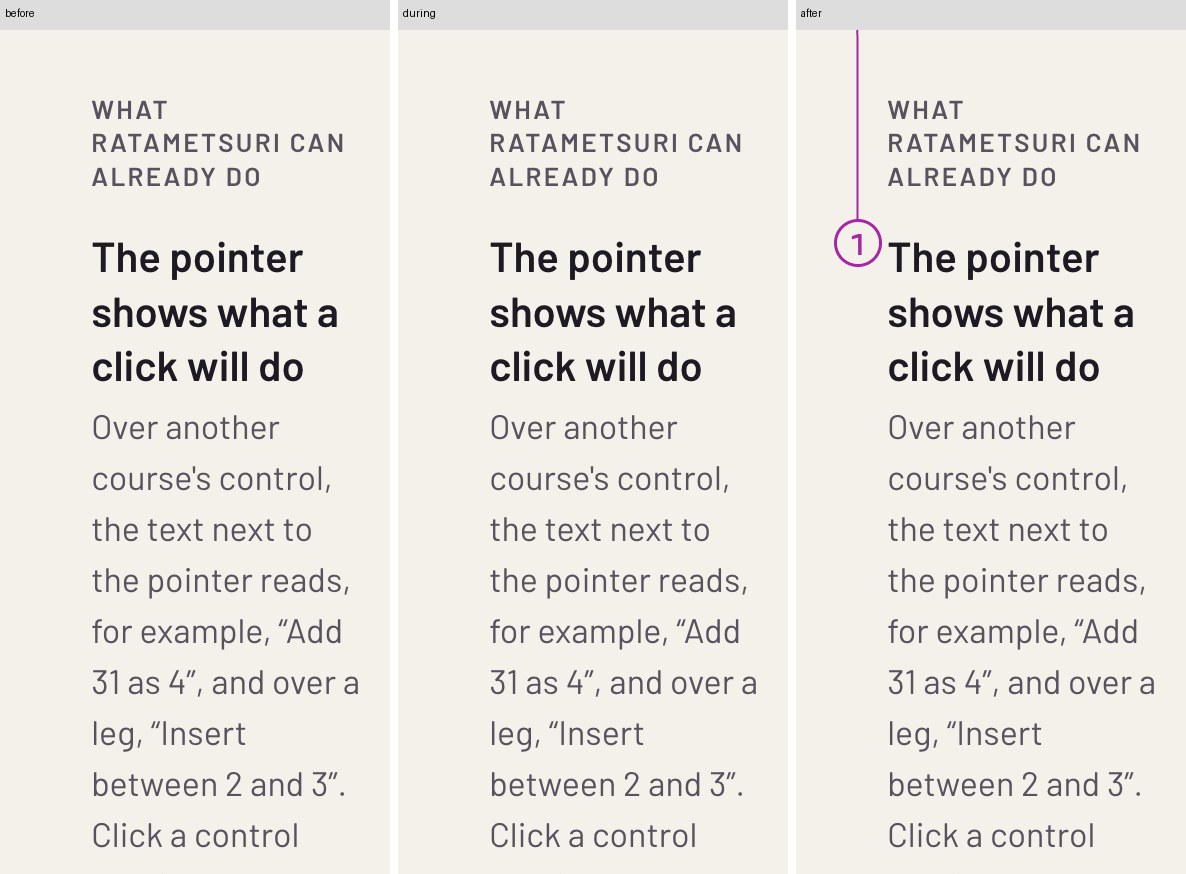 before
WHAT
RATAMETSURI CAN
ALREADY DO
The pointer
shows what a
click will do
Over another
course's control,
the text next to
the pointer reads,
for example, “Add
31 as 4”, and over a
leg, “Insert
between 2 and 3”.
Click a control
during
WHAT
RATAMETSURI CAN
ALREADY DO
The pointer
shows what a
click will do
Over another
course's control,
the text next to
the pointer reads,
for example, “Add
31 as 4”, and over a
leg, “Insert
between 2 and 3”.
Click a control
after
WHAT
RATAMETSURI CAN
ALREADY DO
1
The pointer
shows what a
click will do
Over another
course's control,
the text next to
the pointer reads,
for example, “Add
31 as 4”, and over a
leg, “Insert
between 2 and 3”.
Click a control